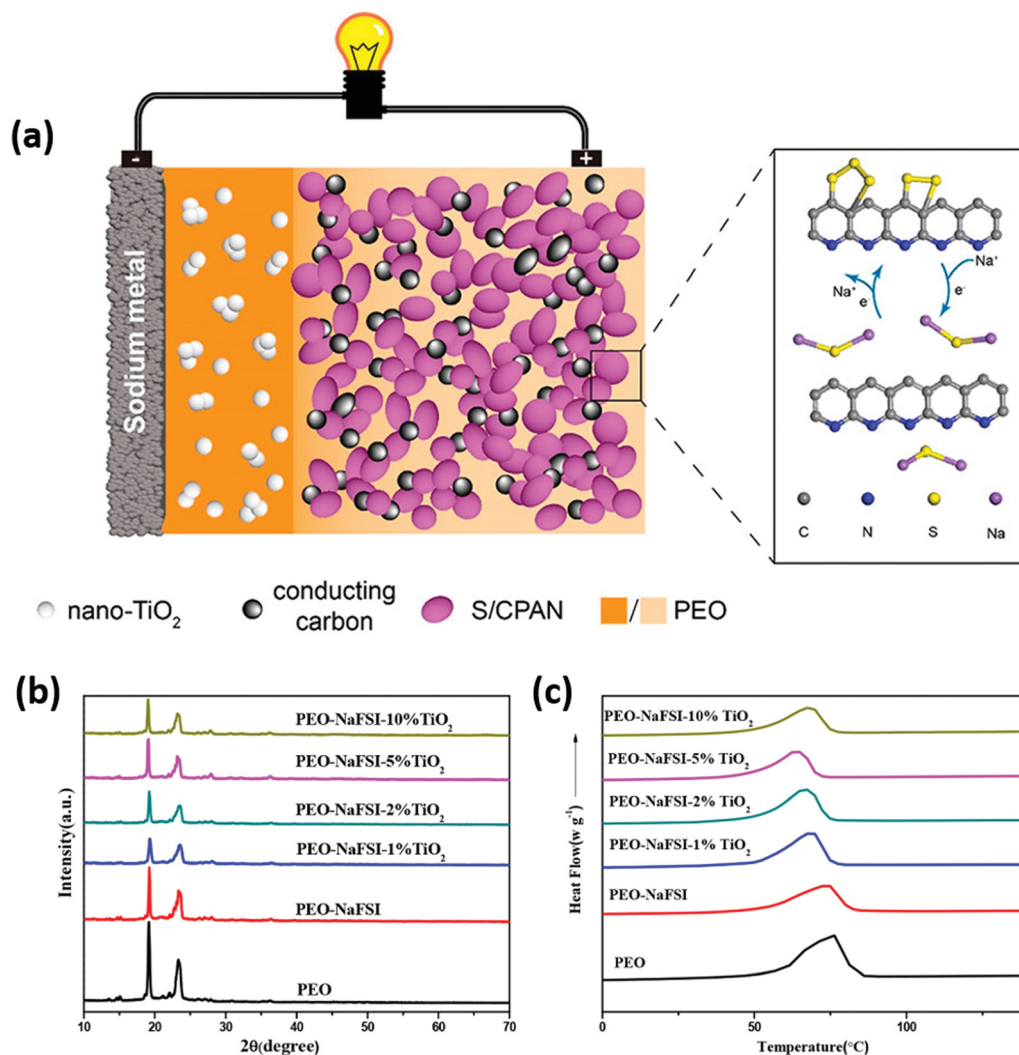 (a)
-
+
Sodium metal
Na⁺
Na⁺
e⁻
e⁻
C N S Na
nano-TiO₂
conducting
carbon
S/CPAN
/ PEO
(b)
PEO-NaFSI-10%TiO₂
PEO-NaFSI-5%TiO₂
PEO-NaFSI-2%TiO₂
PEO-NaFSI-1%TiO₂
PEO-NaFSI
PEO
Intensity(a.u.)
10 20 30 40 50 60 70
2θ(degree)
(c)
PEO-NaFSI-10% TiO₂
PEO-NaFSI-5% TiO₂
PEO-NaFSI-2% TiO₂
PEO-NaFSI-1% TiO₂
PEO-NaFSI
PEO
Heat Flow(w g⁻¹)
0 50 100
Temperature(°C)